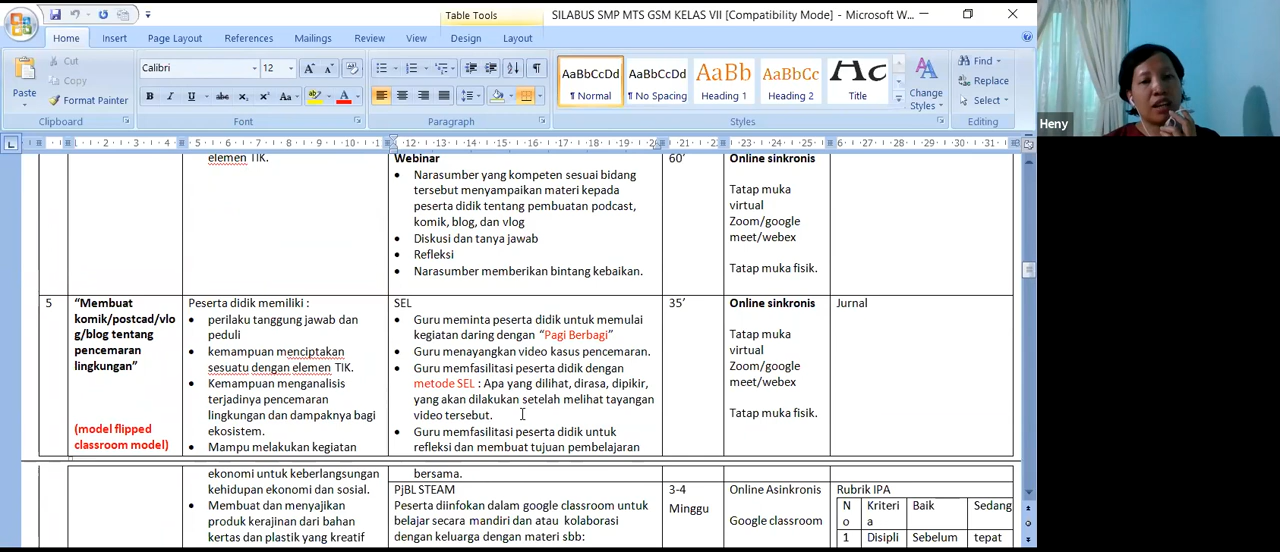 Table Tools
SILABUS SMP MTS GSM KELAS VII [Compatibility Mode] - Microsoft W...
Home Insert Page Layout References Mailings Review View Design Layout
Cut
Copy
Paste
Format Painter
Clipboard
Calibri 12
Font
Paragraph
AaBbCcDd AaBbCcDd AaBb AaBbCc AaBbCc
¶ Normal ¶ No Spacing Heading 1 Heading 2 Title
Styles
Change
Styles
Find
Replace
Select
Editing
Heny
elemen TIK.
Webinar
Narasumber yang kompeten sesuai bidang
tersebut menyampaikan materi kepada
peserta didik tentang pembuatan podcast,
komik, blog, dan vlog
Diskusi dan tanya jawab
Refleksi
Narasumber memberikan bintang kebaikan.
60’
Online sinkronis
Tatap muka
virtual
Zoom/google
meet/webex
Tatap muka fisik.
5
“Membuat
komik/postcad/vlo
g/blog tentang
pencemaran
lingkungan”
(model flipped
classroom model)
Peserta didik memiliki :
perilaku tanggung jawab dan
peduli
kemampuan menciptakan
sesuatu dengan elemen TIK.
Kemampuan menganalisis
terjadinya pencemaran
lingkungan dan dampaknya bagi
ekosistem.
Mampu melakukan kegiatan
ekonomi untuk keberlangsungan
kehidupan ekonomi dan sosial.
Membuat dan menyajikan
produk kerajinan dari bahan
kertas dan plastik yang kreatif
SEL
Guru meminta peserta didik untuk memulai
kegiatan daring dengan “Pagi Berbagi”
Guru menayangkan video kasus pencemaran.
Guru memfasilitasi peserta didik dengan
metode SEL : Apa yang dilihat, dirasa, dipikir,
yang akan dilakukan setelah melihat tayangan
video tersebut.
Guru memfasilitasi peserta didik untuk
refleksi dan membuat tujuan pembelajaran
bersama.
35’
Online sinkronis
Tatap muka
virtual
Zoom/google
meet/webex
Tatap muka fisik.
Jurnal
PjBL STEAM
Peserta diinfokan dalam google classroom untuk
belajar secara mandiri dan atau kolaborasi
dengan keluarga dengan materi sbb:
3-4
Minggu
Online Asinkronis
Google classroom
Rubrik IPA
N
o
Kriteri
a
Baik
Sedang
1
Disipli
Sebelum
tepat